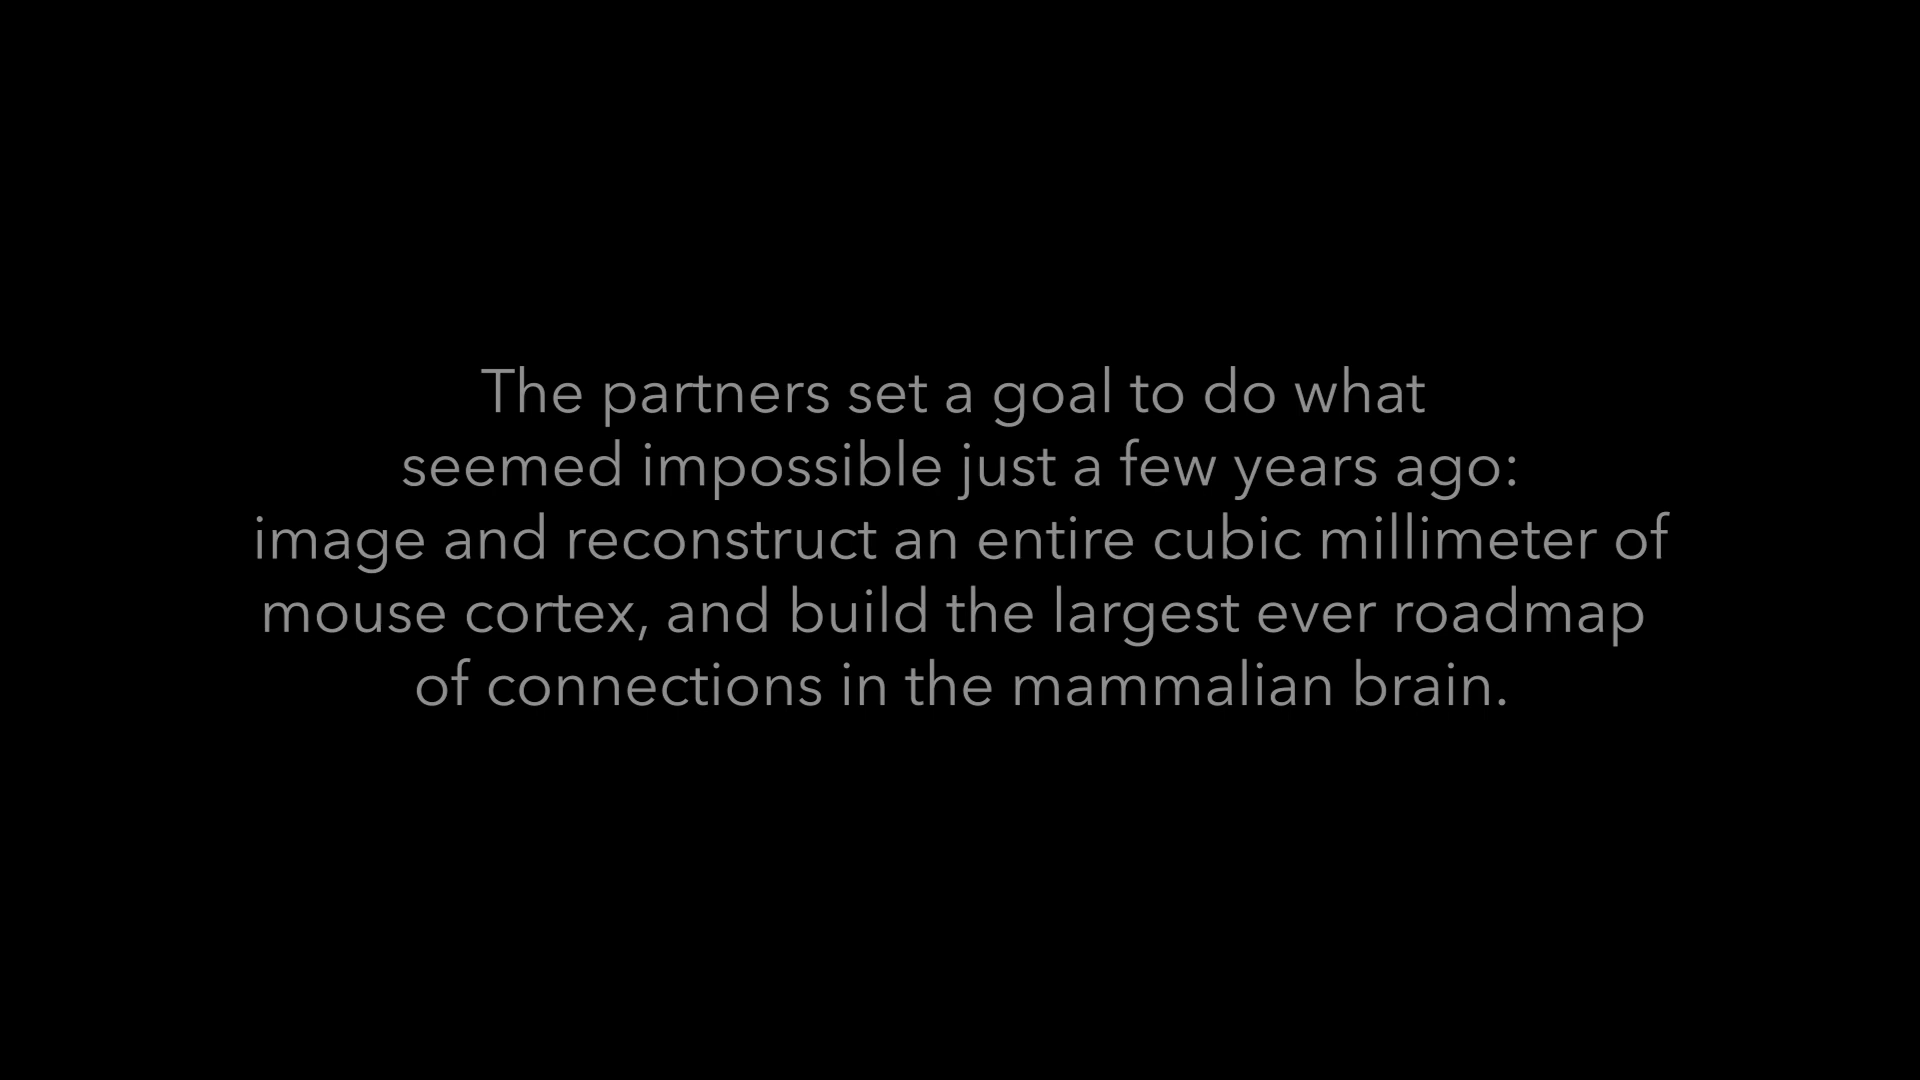 The partners set a goal to do what
seemed impossible just a few years ago:
image and reconstruct an entire cubic millimeter of
mouse cortex, and build the largest ever roadmap
of connections in the mammalian brain.